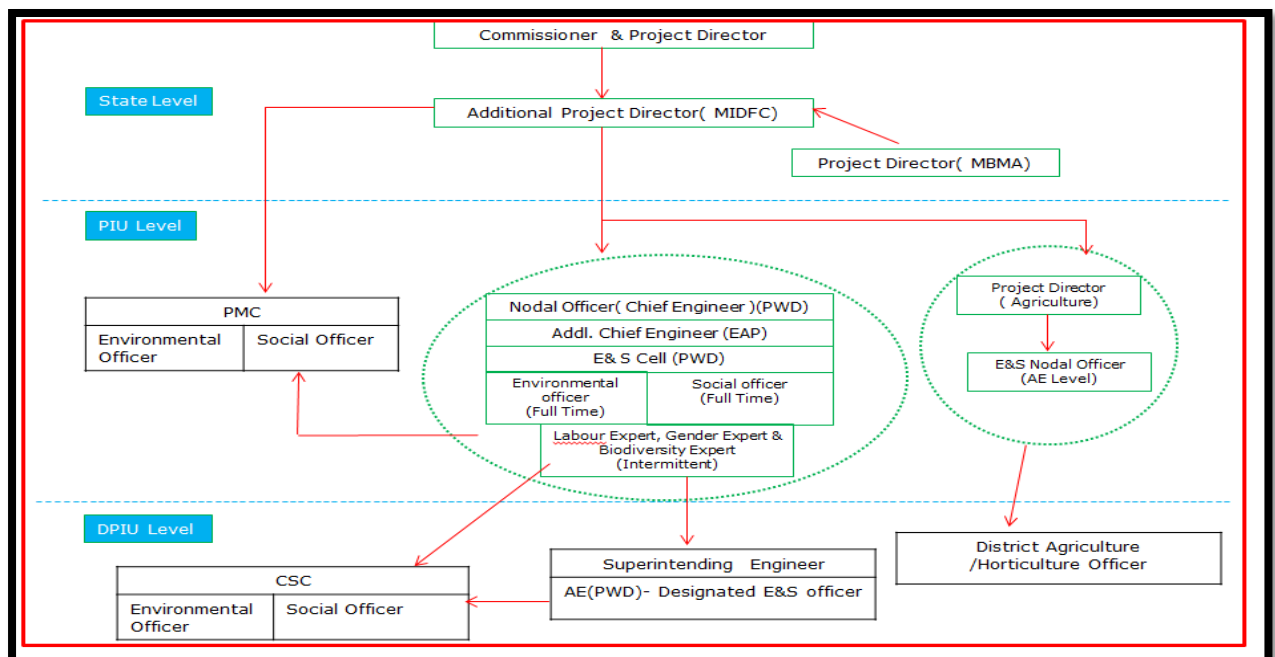 Commissioner & Project Director
State Level
Additional Project Director( MIDFC)
Project Director( MBMA)
PIU Level
PMC
Environmental
Officer
Social Officer
Nodal Officer( Chief Engineer )(PWD)
Addl. Chief Engineer (EAP)
E& S Cell (PWD)
Environmental
officer
(Full Time)
Social officer
(Full Time)
Labour Expert, Gender Expert &
Biodiversity Expert
(Intermittent)
Project Director
( Agriculture)
E&S Nodal Officer
(AE Level)
DPIU Level
CSC
Environmental
Officer
Social Officer
Superintending Engineer
AE(PWD)- Designated E&S officer
District Agriculture
/Horticulture Officer